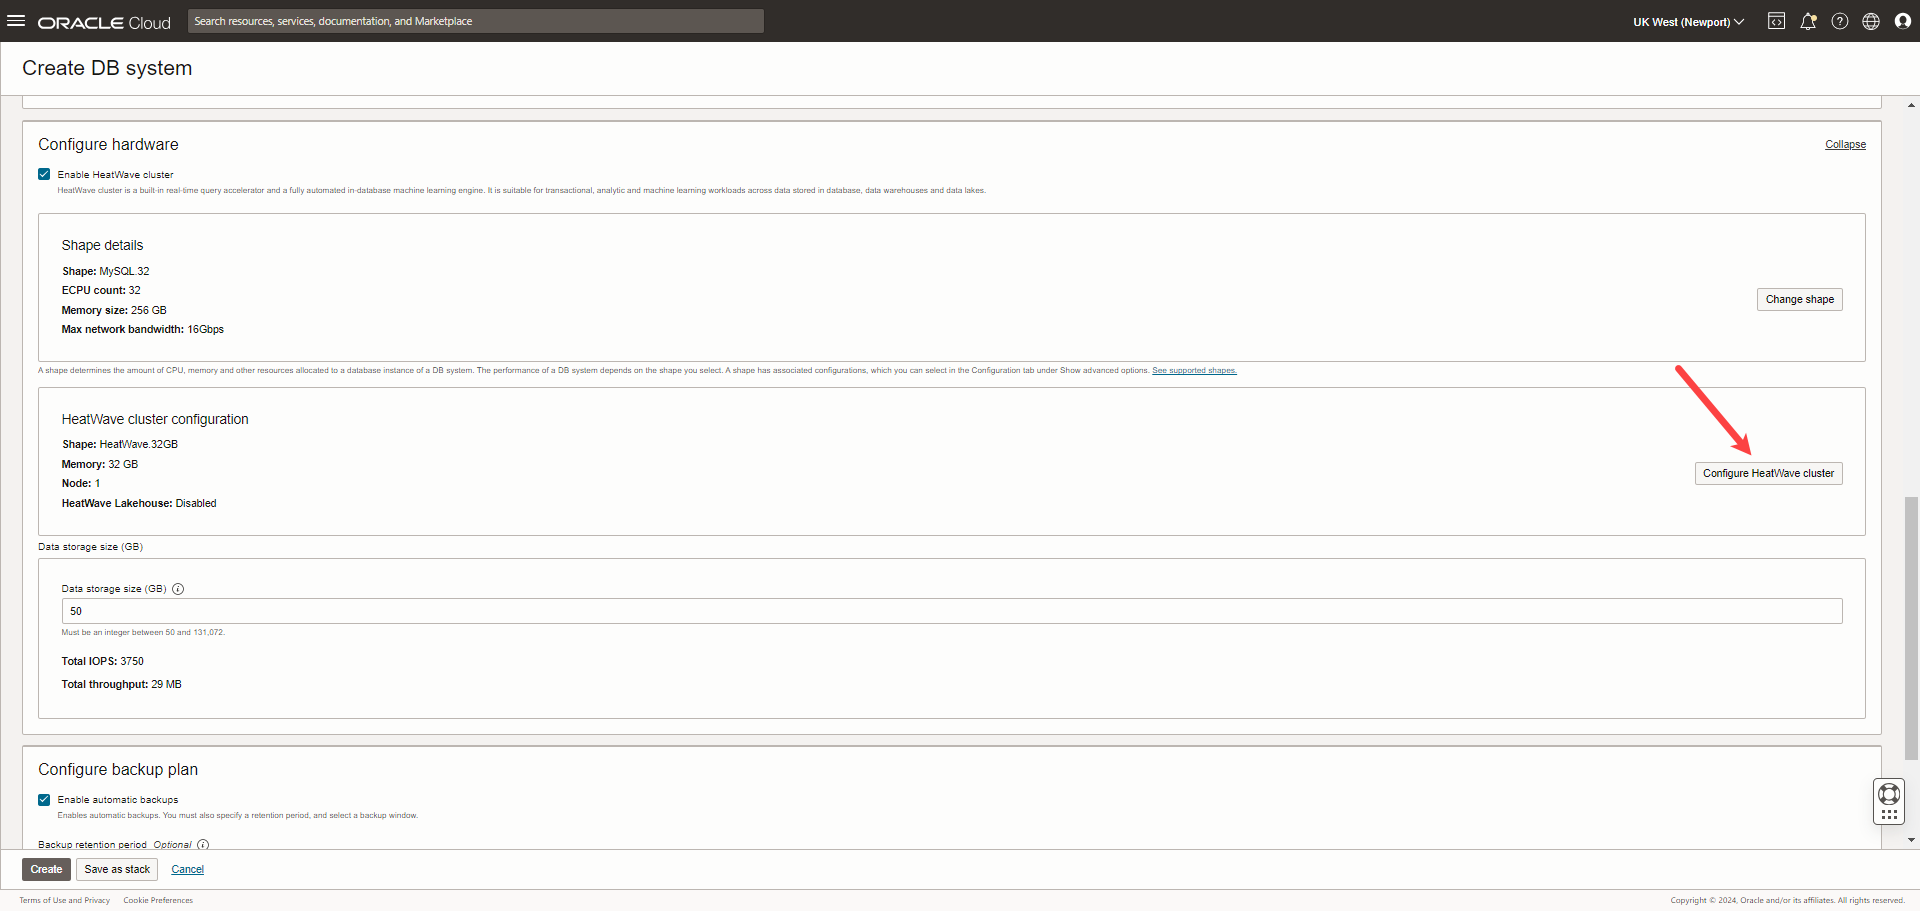 ORACLE Cloud
Search resources, services, documentation, and Marketplace
UK West (Newport)
Create DB system
Configure hardware
Collapse
Enable HeatWave cluster
HeatWave cluster is a built-in real-time query accelerator and a fully automated in-database machine learning engine. It is suitable for transactional, analytic and machine learning workloads across data stored in database, data warehouses and data lakes.
Shape details
Shape: MySQL.32
ECPU count: 32
Memory size: 256 GB
Max network bandwidth: 16Gbps
Change shape
A shape determines the amount of CPU, memory and other resources allocated to a database instance of a DB system. The performance of a DB system depends on the shape you select. A shape has associated configurations, which you can select in the Configuration tab under Show advanced options. See supported shapes.
HeatWave cluster configuration
Shape: HeatWave.32GB
Memory: 32 GB
Node: 1
HeatWave Lakehouse: Disabled
Configure HeatWave cluster
Data storage size (GB)
Data storage size (GB)
50
Must be an integer between 50 and 131,072.
Total IOPS: 3750
Total throughput: 29 MB
Configure backup plan
Enable automatic backups
Enables automatic backups. You must also specify a retention period, and select a backup window.
Backup retention period Optional
Create
Save as stack
Cancel
Terms of Use and Privacy
Cookie Preferences
Copyright © 2024, Oracle and/or its affiliates. All rights reserved.